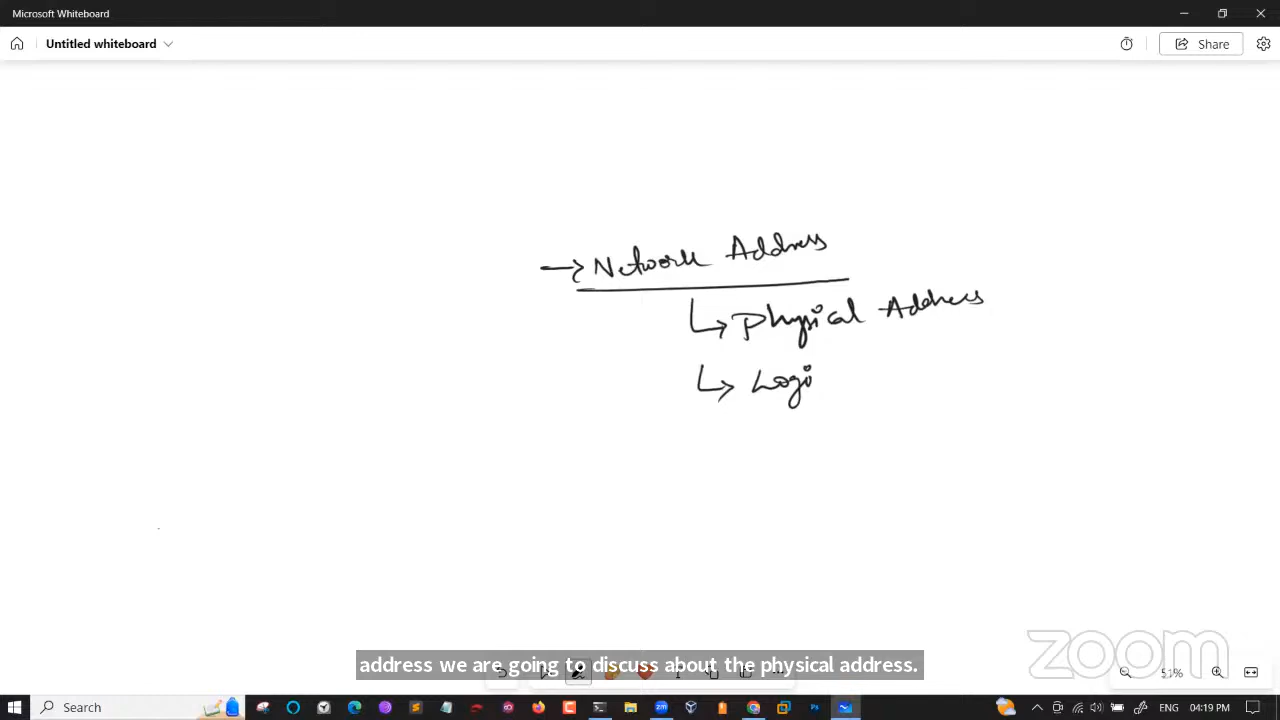 Microsoft Whiteboard
Untitled whiteboard
Share
→ Network Address
↳ Physical Address
↳ Logi
address we are going to discuss about the physical address.
zoom
51%
Search
ENG
04:19 PM